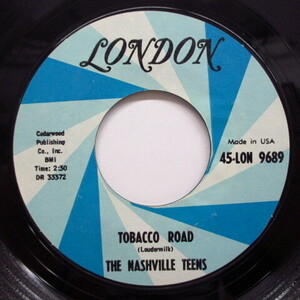 LONDON
Cedarwood
Publishing
Co., Inc.
BMI
Time: 2:30
DR 33372
Made in USA
45-LON 9689
TOBACCO ROAD
(Loudermilk)
THE NASHVILLE TEENS